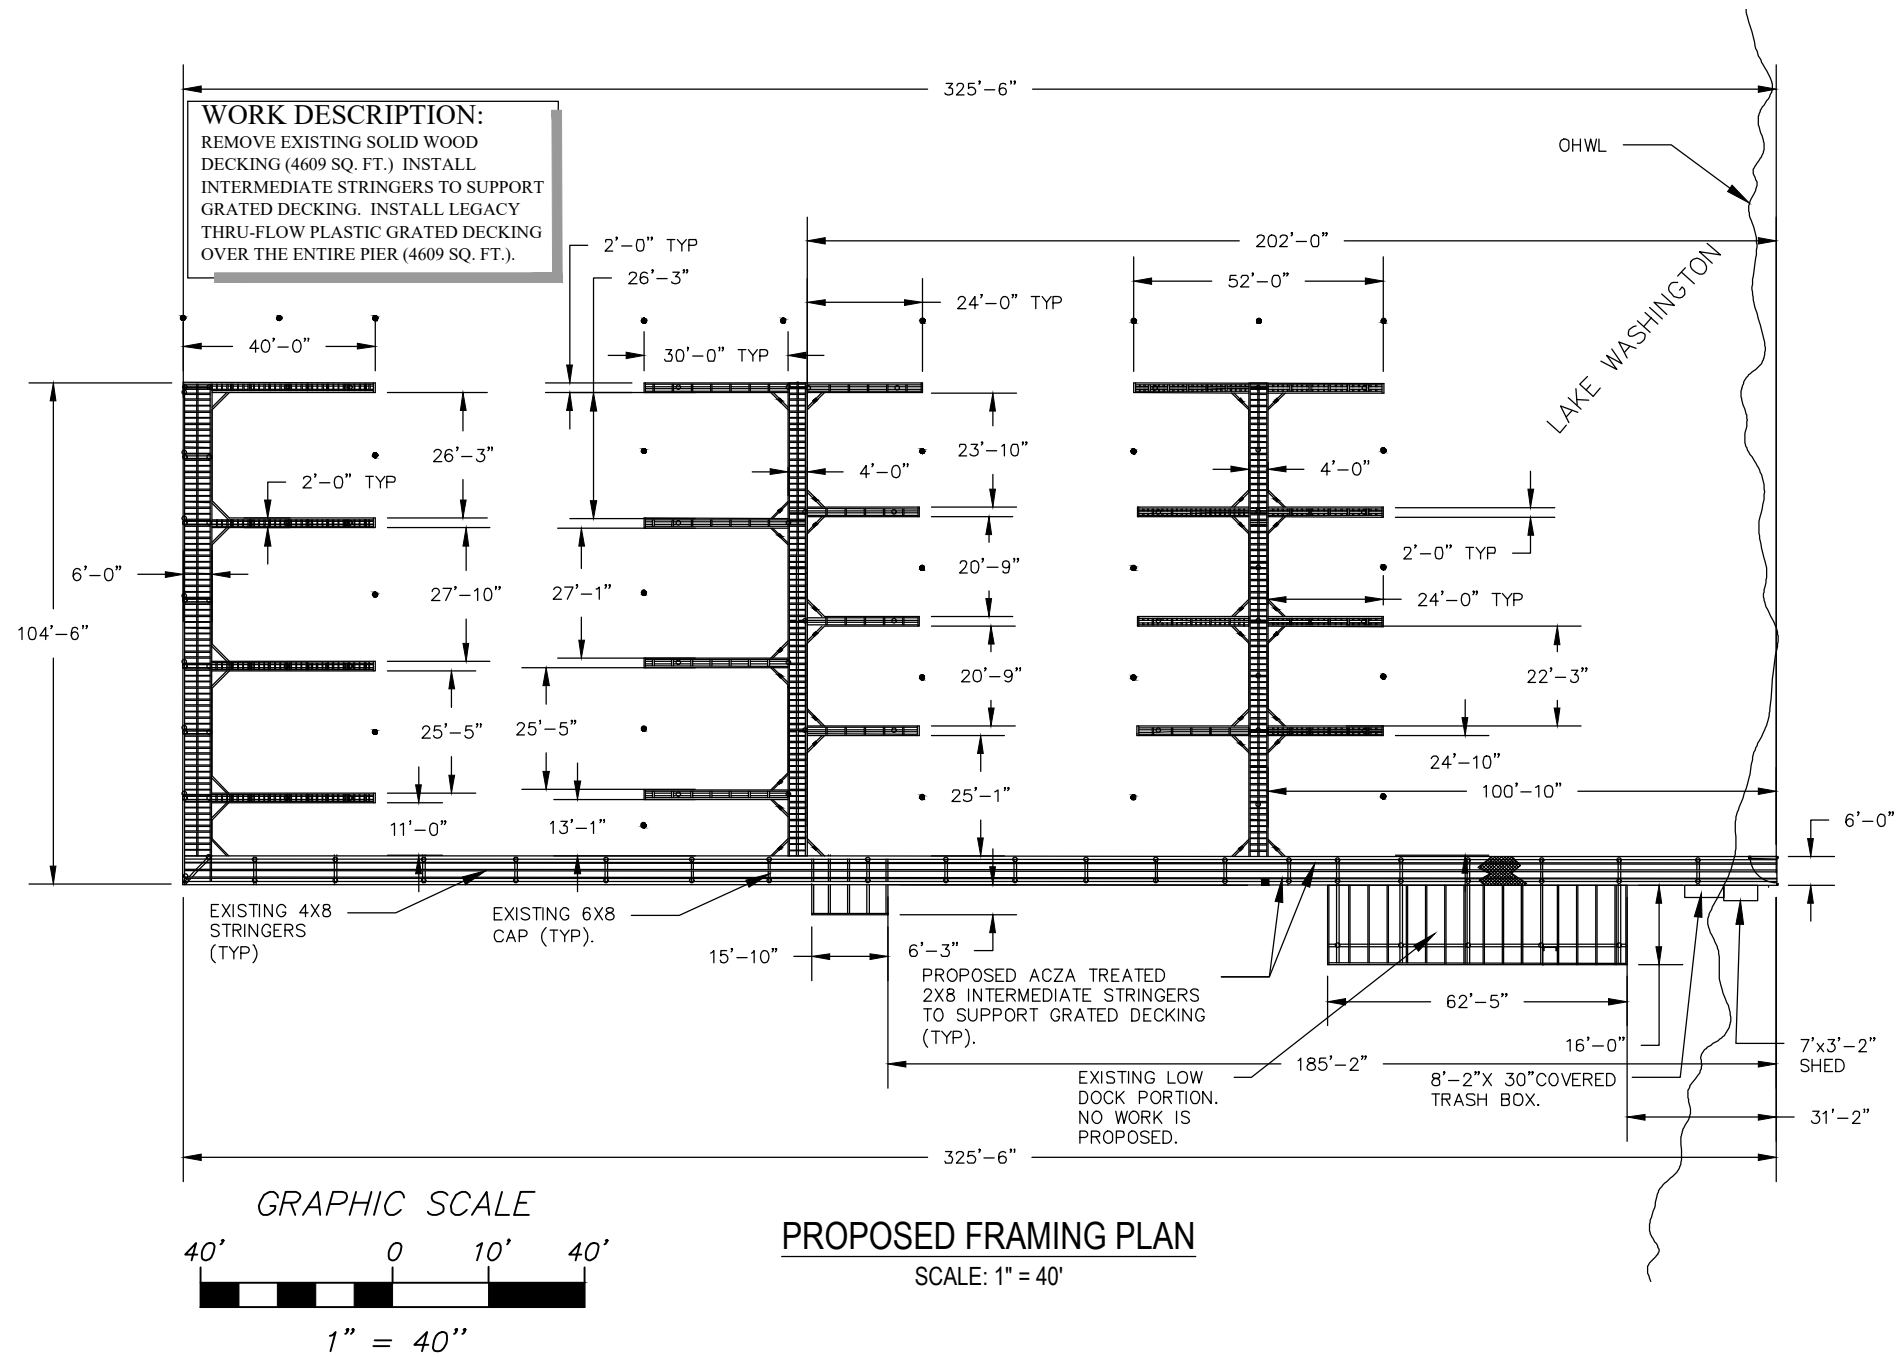 325'-6"
WORK DESCRIPTION:
REMOVE EXISTING SOLID WOOD
DECKING (4609 SQ. FT.) INSTALL
INTERMEDIATE STRINGERS TO SUPPORT
GRATED DECKING. INSTALL LEGACY
THRU-FLOW PLASTIC GRATED DECKING
OVER THE ENTIRE PIER (4609 SQ. FT.).
OHWL
2'-0" TYP
202'-0"
26'-3"
52'-0"
24'-0" TYP
LAKE WASHINGTON
40'-0"
30'-0" TYP
26'-3"
23'-10"
4'-0"
4'-0"
2'-0" TYP
2'-0" TYP
6'-0"
27'-10"
27'-1"
20'-9"
24'-0" TYP
104'-6"
20'-9"
22'-3"
25'-5"
25'-5"
24'-10"
25'-1"
100'-10"
11'-0"
13'-1"
6'-0"
EXISTING 4X8
STRINGERS
(TYP)
EXISTING 6X8
CAP (TYP).
15'-10"
6'-3"
PROPOSED ACZA TREATED
2X8 INTERMEDIATE STRINGERS
TO SUPPORT GRATED DECKING
(TYP).
62'-5"
16'-0"
7'x3'-2"
SHED
185'-2"
EXISTING LOW
DOCK PORTION.
NO WORK IS
PROPOSED.
8'-2"X 30"COVERED
TRASH BOX.
31'-2"
325'-6"
GRAPHIC SCALE
40' 0 10' 40'
1" = 40"
PROPOSED FRAMING PLAN
SCALE: 1" = 40'